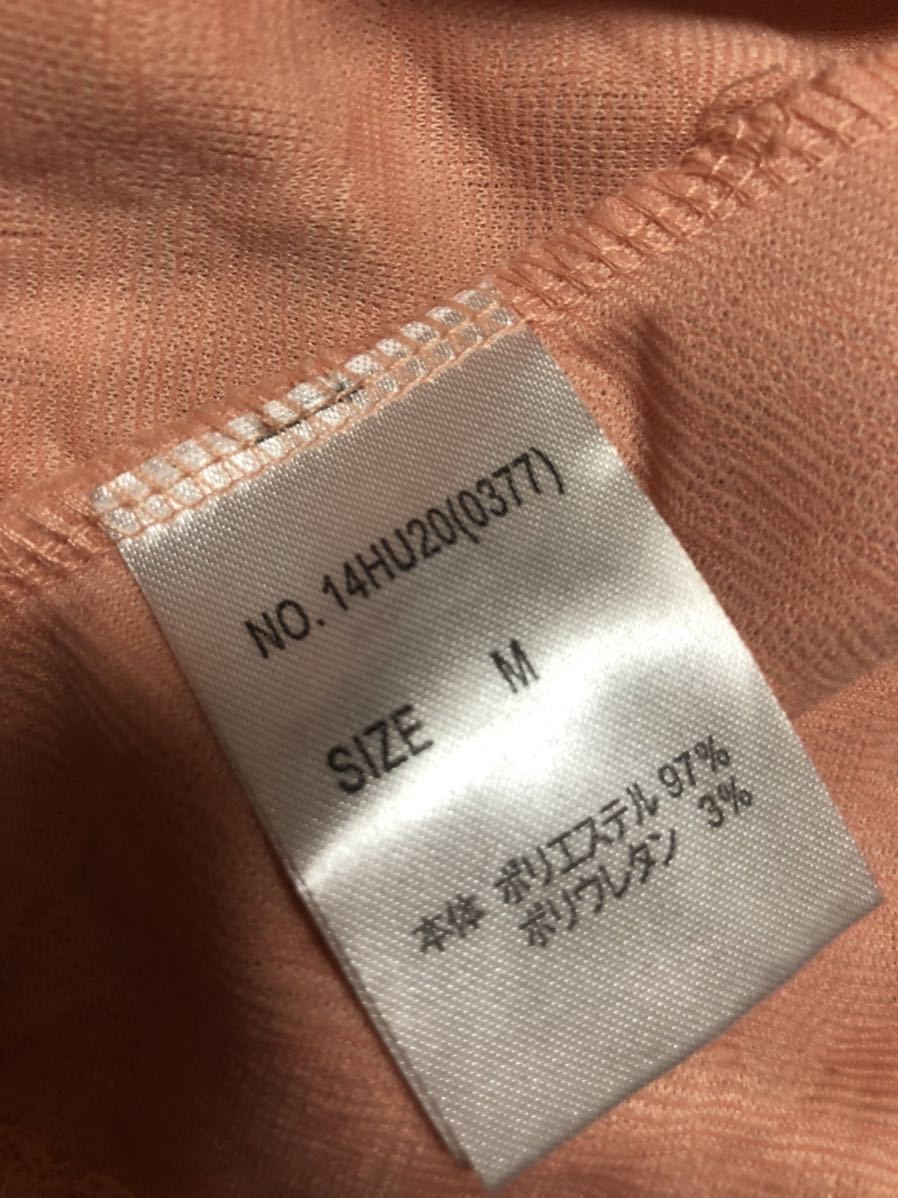 NO.14HU20(0377)
SIZE M
本体 ポリエステル 97%
ポリウレタン 3%